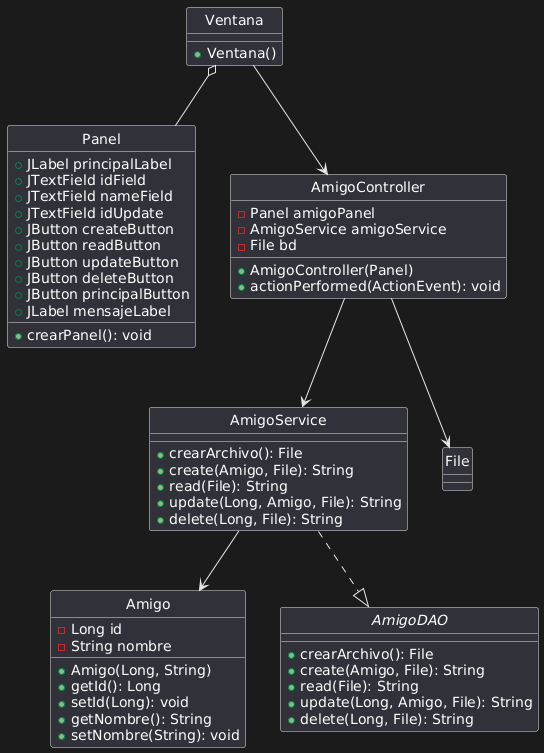 Ventana
Ventana()
Panel
JLabel principalLabel
JTextField idField
JTextField nameField
JTextField idUpdate
JButton createButton
JButton readButton
JButton updateButton
JButton deleteButton
JButton principalButton
JLabel mensajeLabel
crearPanel(): void
AmigoController
Panel amigoPanel
AmigoService amigoService
File bd
AmigoController(Panel)
actionPerformed(ActionEvent): void
AmigoService
crearArchivo(): File
create(Amigo, File): String
read(File): String
update(Long, Amigo, File): String
delete(Long, File): String
File
Amigo
Long id
String nombre
Amigo(Long, String)
getId(): Long
setId(Long): void
getNombre(): String
setNombre(String): void
AmigoDAO
crearArchivo(): File
create(Amigo, File): String
read(File): String
update(Long, Amigo, File): String
delete(Long, File): String